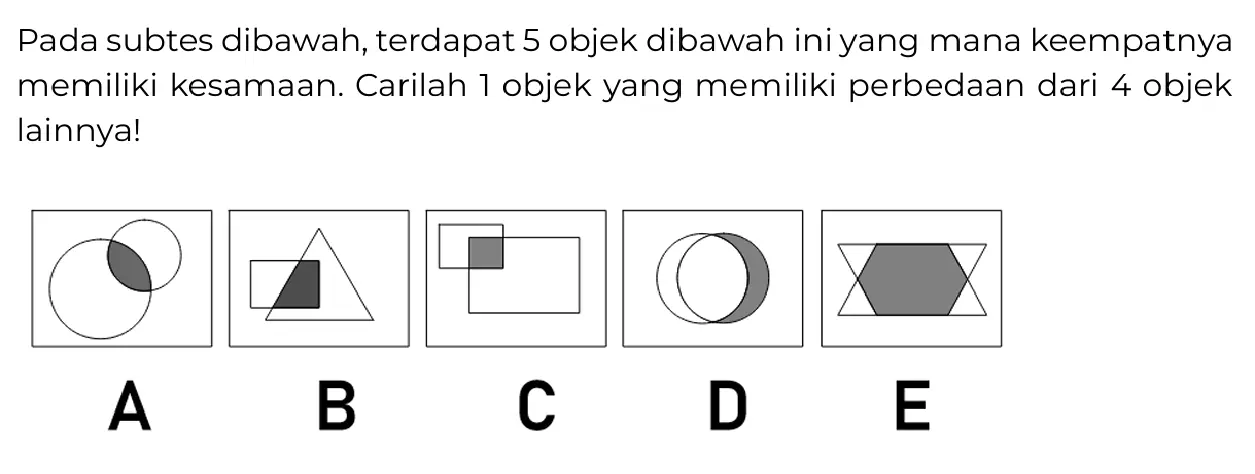 Pada subtes dibawah, terdapat 5 objek dibawah ini yang mana keempatnya
memiliki kesamaan. Carilah 1 objek yang memiliki perbedaan dari 4 objek
lainnya!
A B C D E